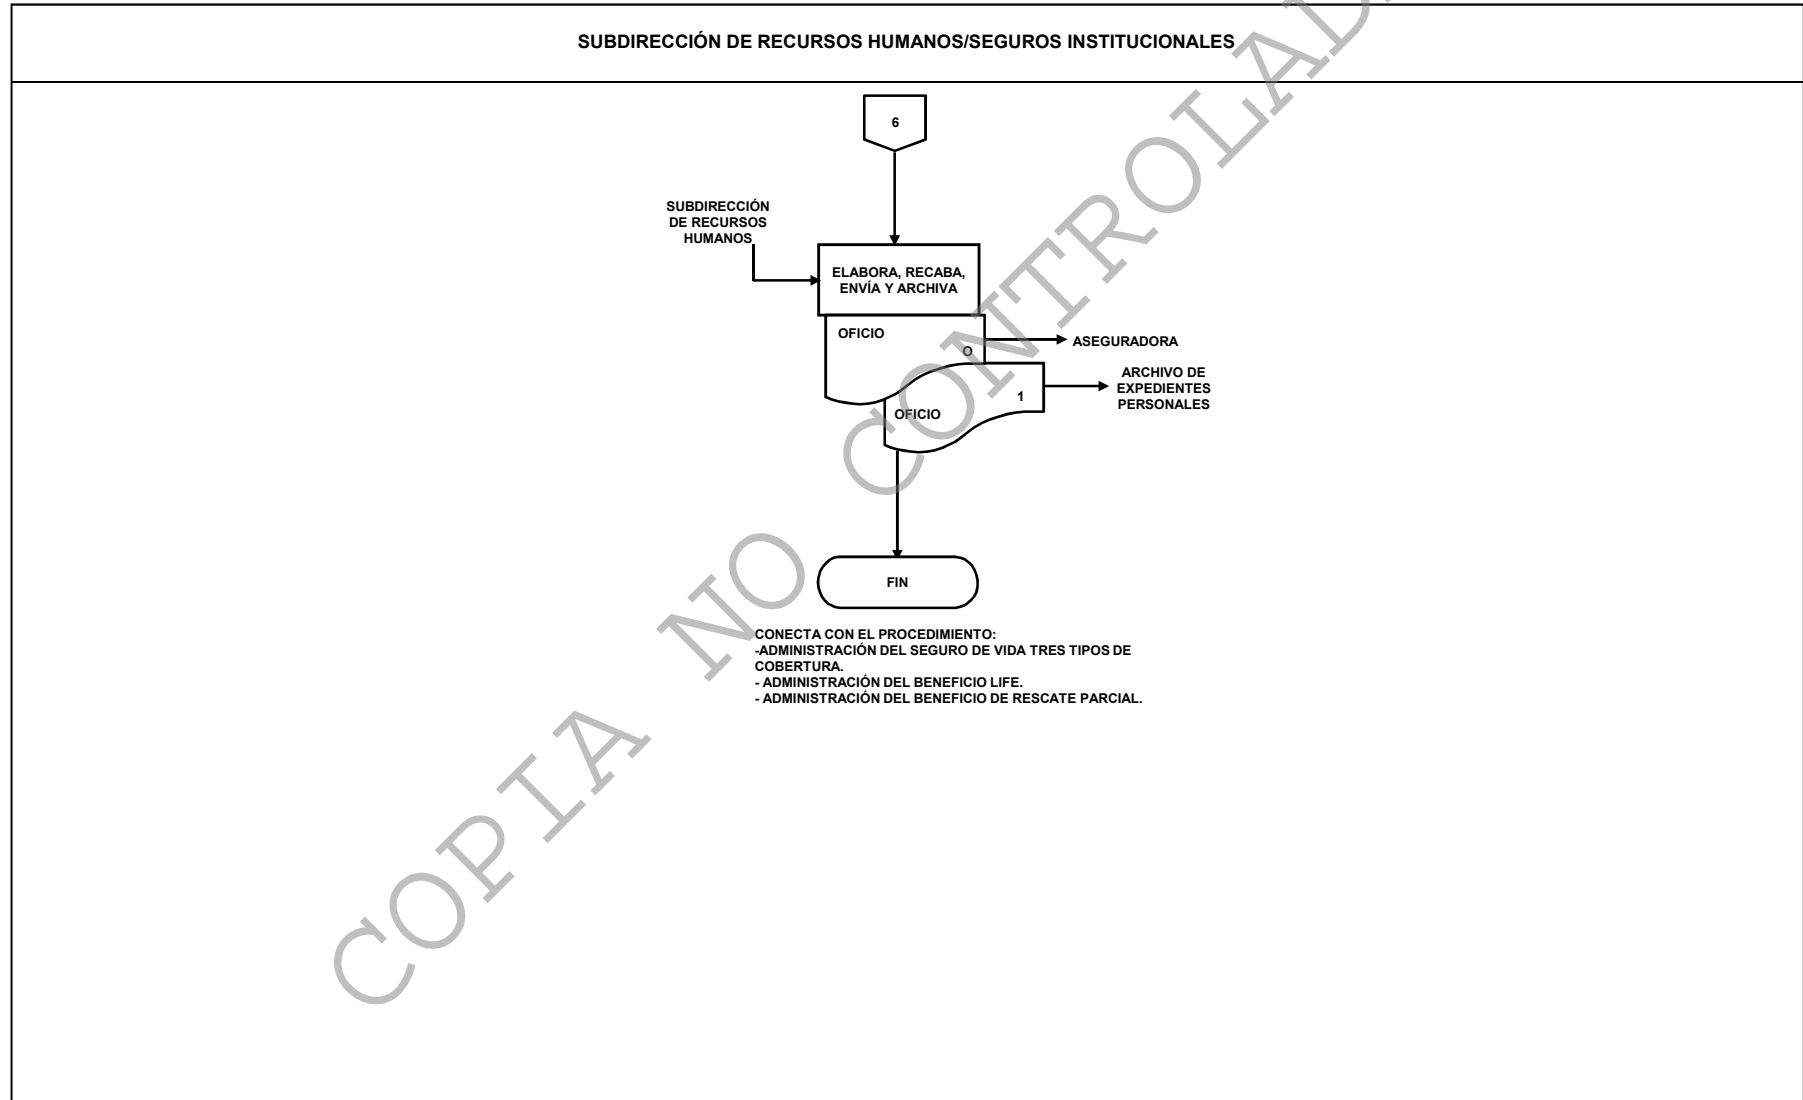 SUBDIRECCIÓN DE RECURSOS HUMANOS/SEGUROS INSTITUCIONALES
6
SUBDIRECCIÓN
DE RECURSOS
HUMANOS
ELABORA, RECABA,
ENVÍA Y ARCHIVA
OFICIO
O
ASEGURADORA
ARCHIVO DE
EXPEDIENTES
PERSONALES
1
OFICIO
FIN
CONECTA CON EL PROCEDIMIENTO:
-ADMINISTRACIÓN DEL SEGURO DE VIDA TRES TIPOS DE
COBERTURA.
- ADMINISTRACIÓN DEL BENEFICIO LIFE.
- ADMINISTRACIÓN DEL BENEFICIO DE RESCATE PARCIAL.
COPIA NO CONTROLAD